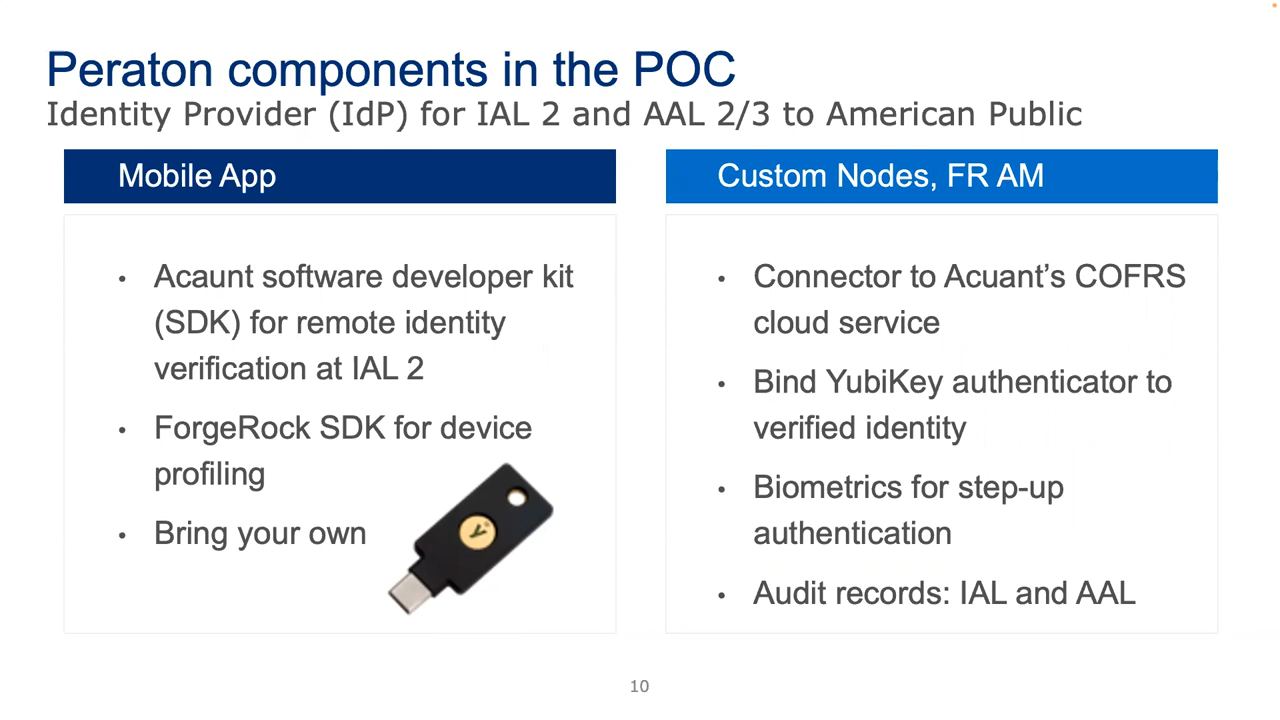 Peraton components in the POC
Identity Provider (IdP) for IAL 2 and AAL 2/3 to American Public
Mobile App
• Acaunt software developer kit
(SDK) for remote identity
verification at IAL 2
• ForgeRock SDK for device
profiling
• Bring your own
y
Custom Nodes, FR AM
• Connector to Acuant’s COFRS
cloud service
• Bind YubiKey authenticator to
verified identity
• Biometrics for step-up
authentication
• Audit records: IAL and AAL
10